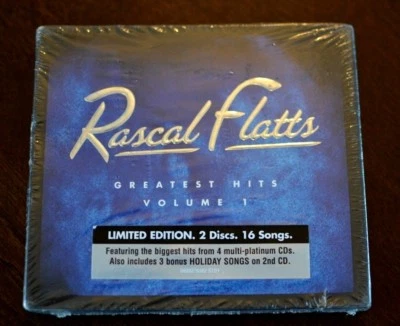 Rascal Flatts
GREATEST HITS
VOLUME 1
LIMITED EDITION. 2 Discs. 16 Songs.
Featuring the biggest hits from 4 multi-platinum CDs.
Also includes 3 bonus HOLIDAY SONGS on 2nd CD.